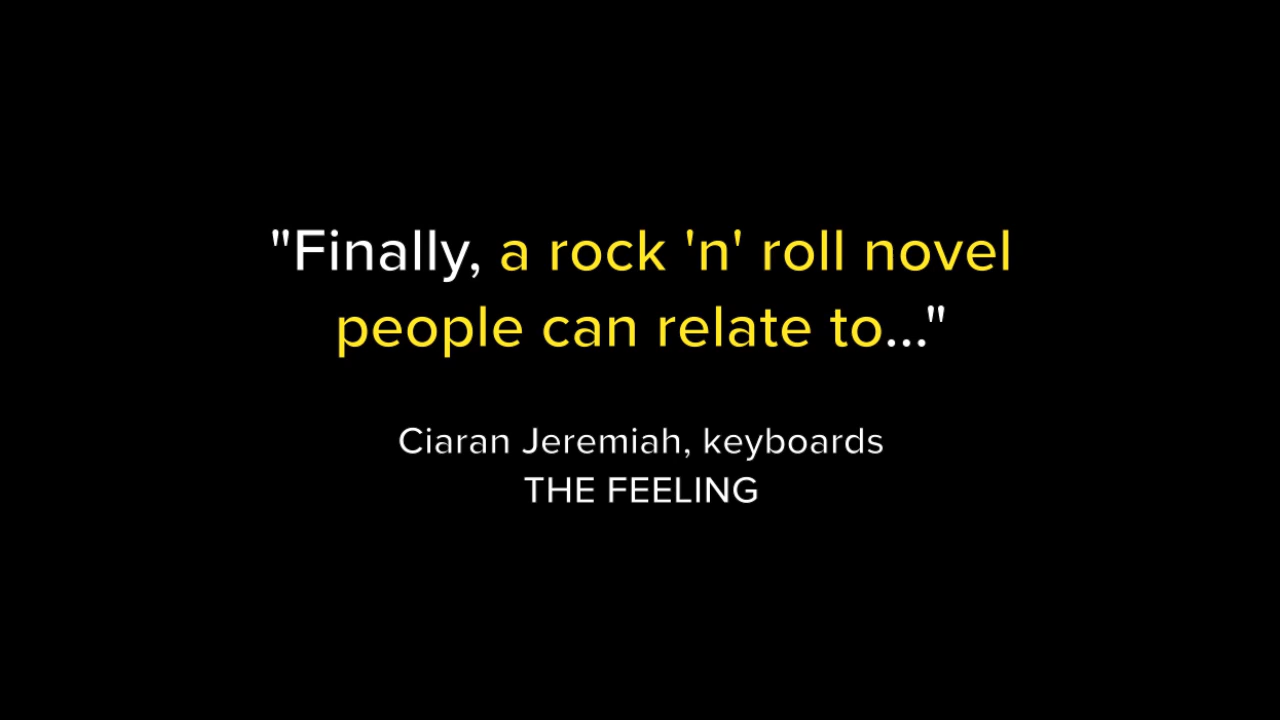 "Finally, a rock 'n' roll novel
people can relate to..."
Ciaran Jeremiah, keyboards
THE FEELING